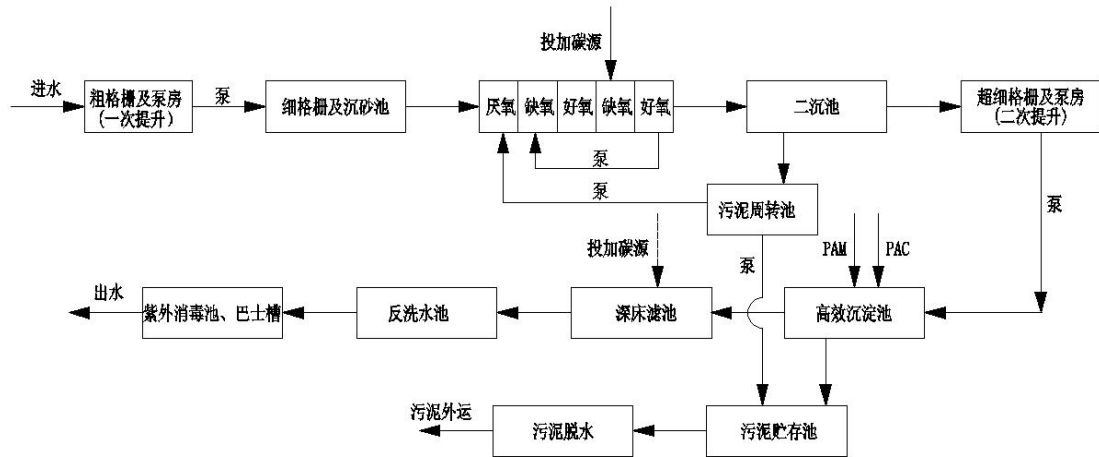 投加碳源
进水
粗格栅及泵房
(一次提升)
泵
细格栅及沉砂池
厌氧
缺氧
好氧
缺氧
好氧
二沉池
超细格栅及泵房
(二次提升)
泵
泵
污泥周转池
泵
投加碳源
泵
PAM
PAC
出水
紫外消毒池、巴士槽
反洗水池
深床滤池
高效沉淀池
污泥外运
污泥脱水
污泥贮存池